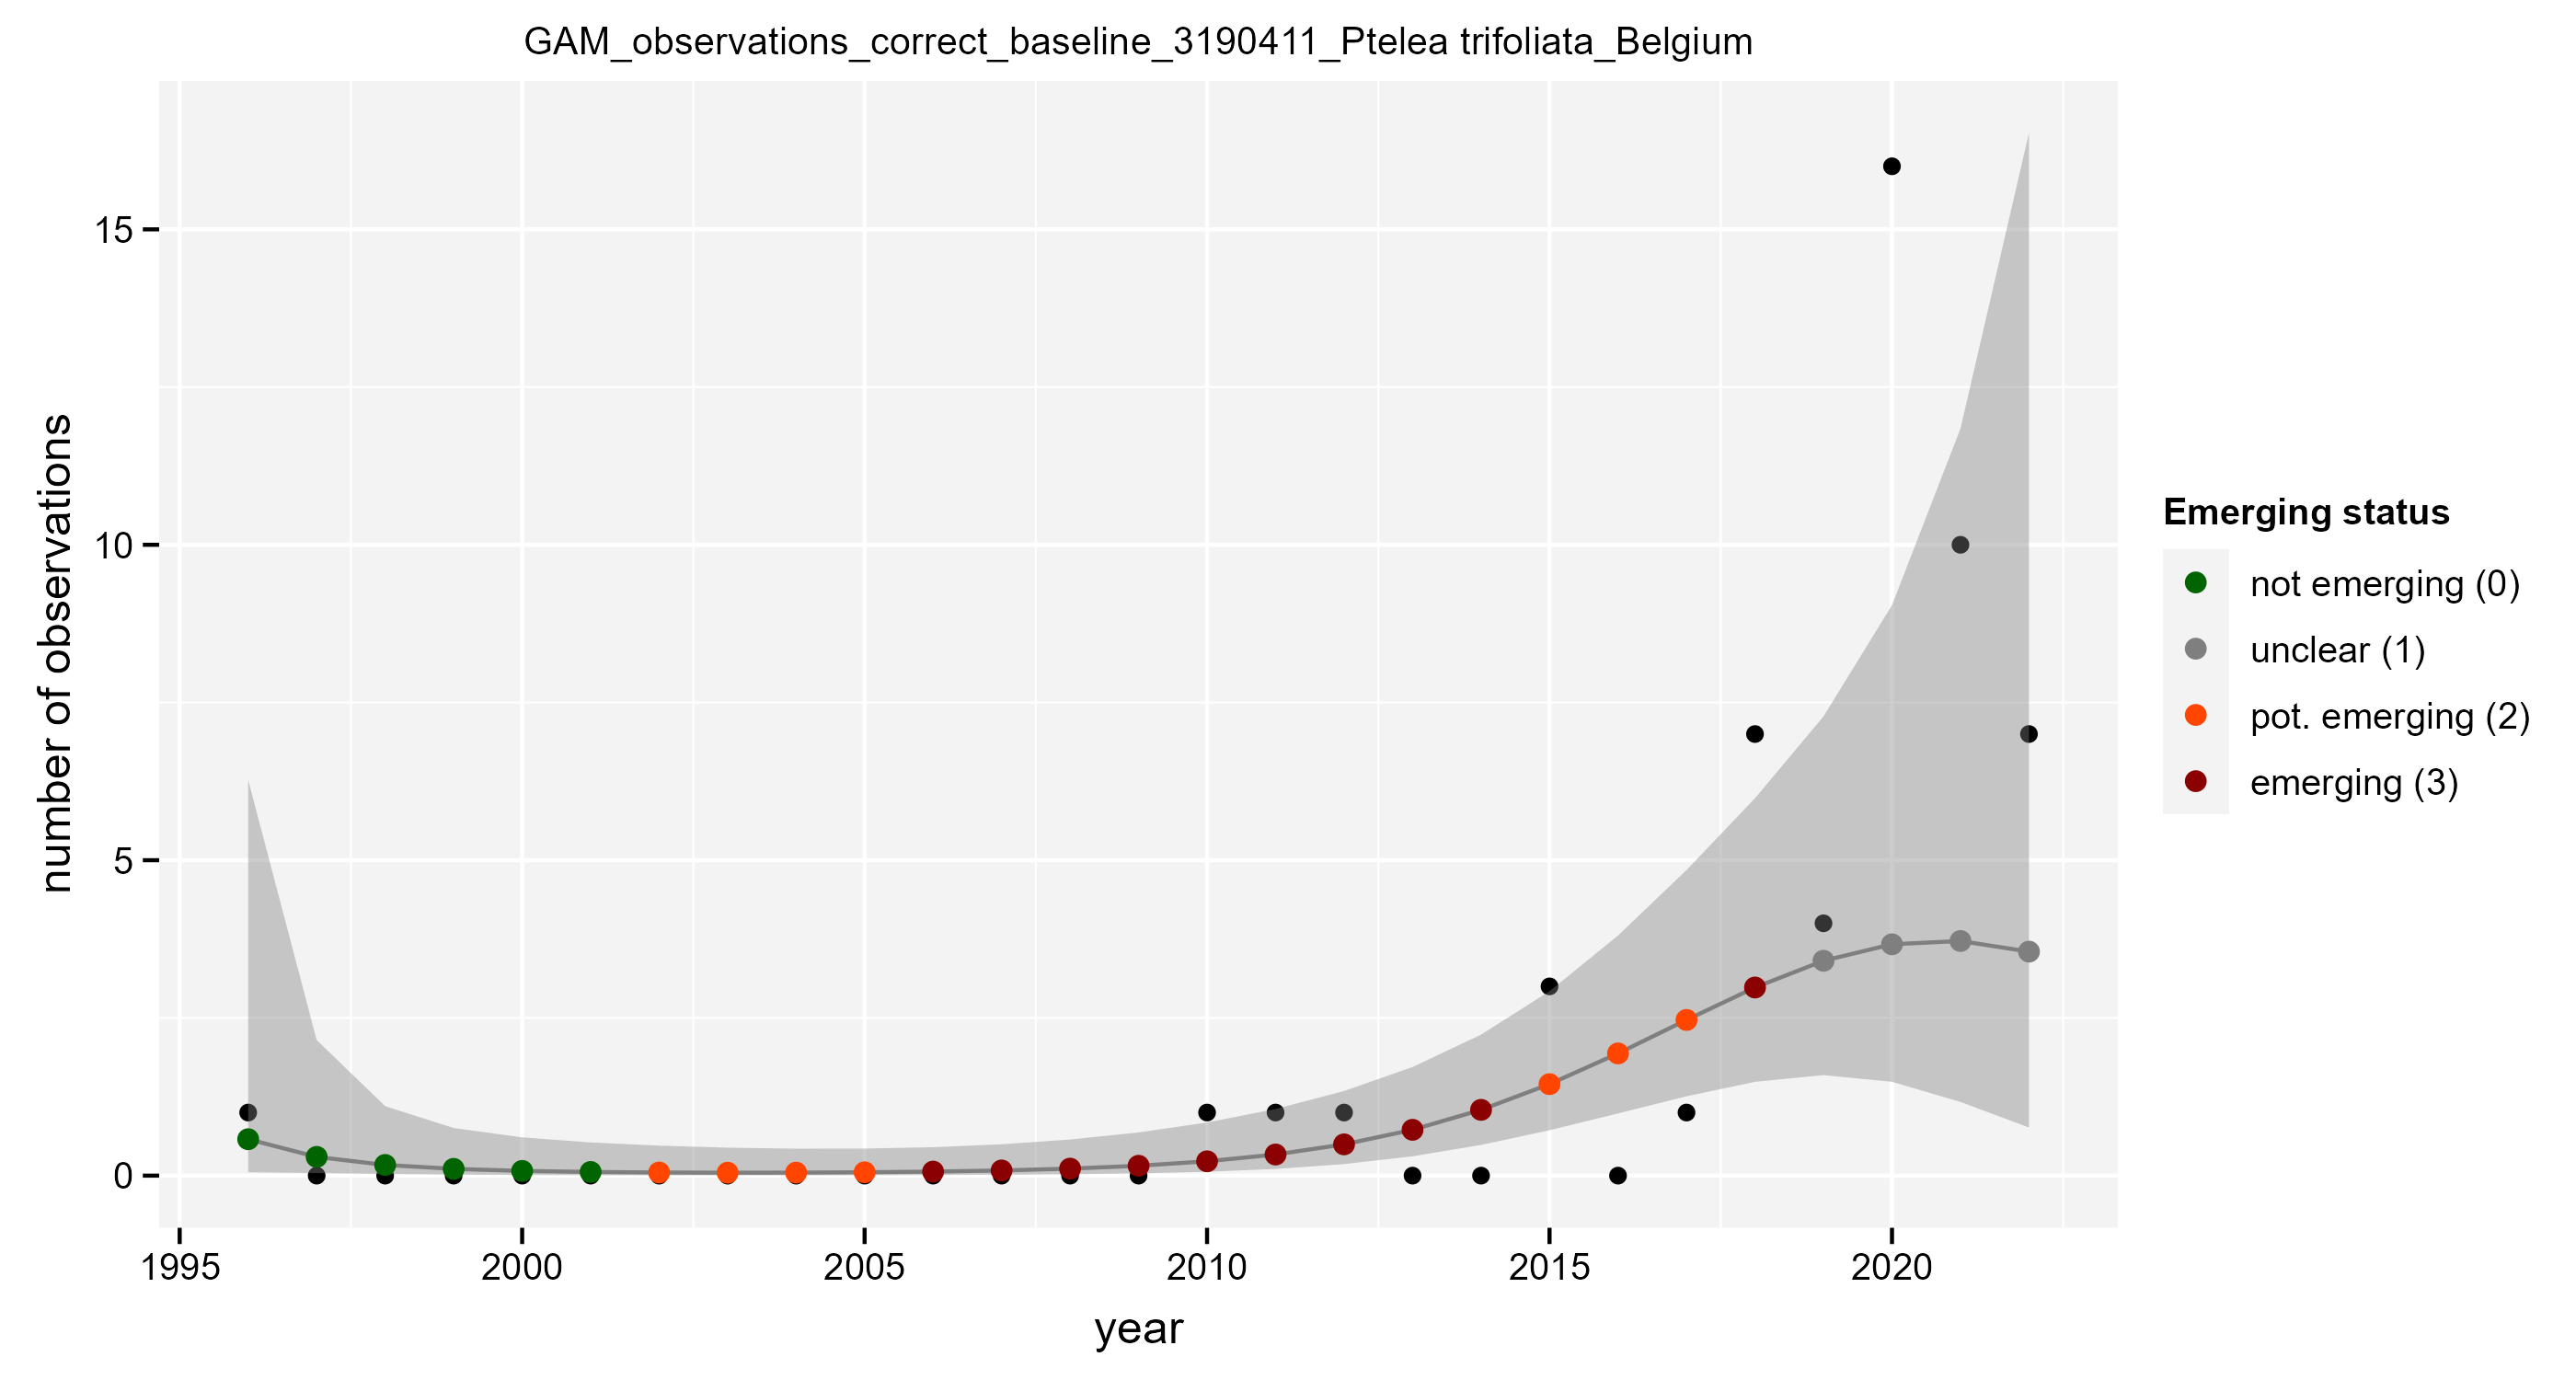 GAM_observations_correct_baseline_3190411_Ptelea trifoliata_Belgium
number of observations
15
10
5
0
1995
2000
2005
2010
2015
2020
year
Emerging status
not emerging (0)
unclear (1)
pot. emerging (2)
emerging (3)